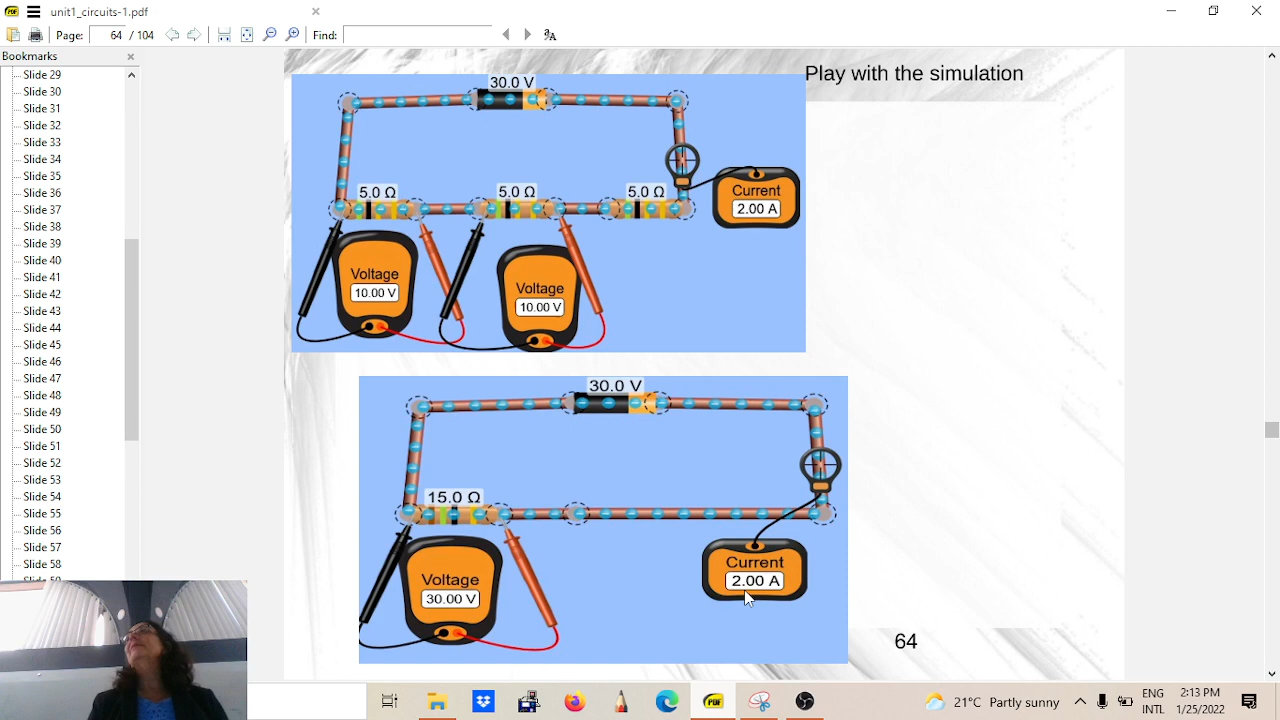 unit1_circuits-1.pdf
Page: 64 / 104 Find:
Bookmarks
Slide 29
Slide 30
Slide 31
Slide 32
Slide 33
Slide 34
Slide 35
Slide 36
Slide 37
Slide 38
Slide 39
Slide 40
Slide 41
Slide 42
Slide 43
Slide 44
Slide 45
Slide 46
Slide 47
Slide 48
Slide 49
Slide 50
Slide 51
Slide 52
Slide 53
Slide 54
Slide 55
Slide 56
Slide 57
Slide 58
Play with the simulation
30.0 V
5.0 Ω
5.0 Ω
5.0 Ω
Current
2.00 A
Voltage
10.00 V
Voltage
10.00 V
30.0 V
15.0 Ω
Voltage
30.00 V
Current
2.00 A
64
21°C Partly sunny
ENG
INTL
2:13 PM
1/25/2022